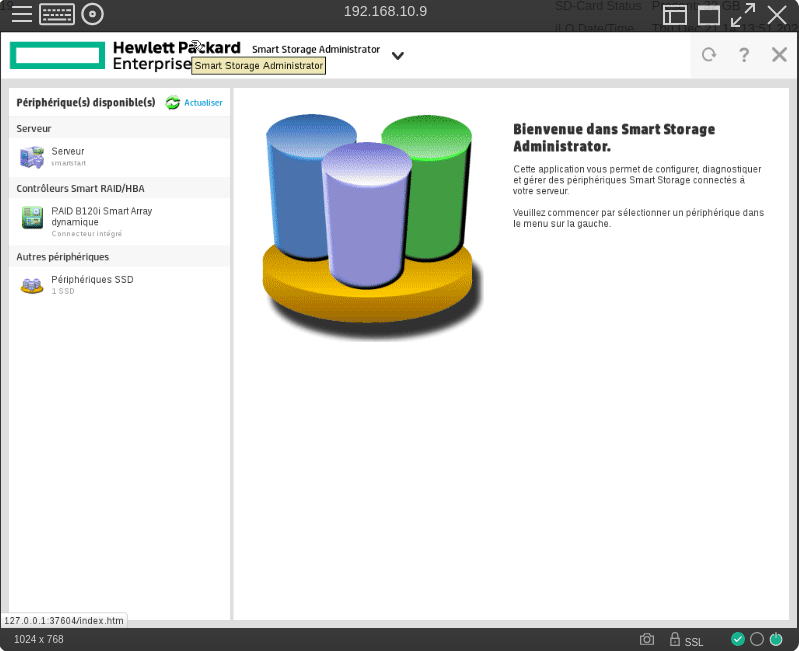 192.168.10.9
SD-Card Status
iLO Date/Time
Hewlett Packard
Enterprise
Smart Storage Administrator
Smart Storage Administrator
Périphérique(s) disponible(s)
Actualiser
Serveur
Serveur
smartstart
Contrôleurs Smart RAID/HBA
RAID B120i Smart Array
dynamique
Connecteur intégré
Autres périphériques
Périphériques SSD
1 SSD
Bienvenue dans Smart Storage
Administrator.
Cette application vous permet de configurer, diagnostiquer
et gérer des périphériques Smart Storage connectés à
votre serveur.
Veuillez commencer par sélectionner un périphérique dans
le menu sur la gauche.
127.0.0.1:37604/index.htm
1024 x 768
SSL